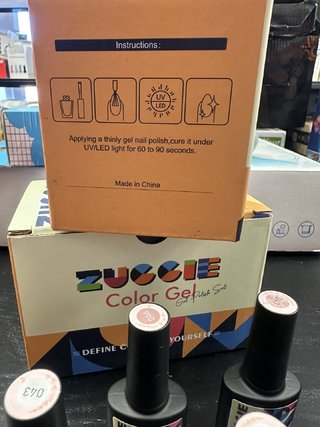 Instructions:
UV
LED
Applying a thinly gel nail polish,cure it under
UV/LED light for 60 to 90 seconds.
Made in China
ZUCCIE
Color Gel
Gel Polish Set
DEFINE
YOURSELF
043